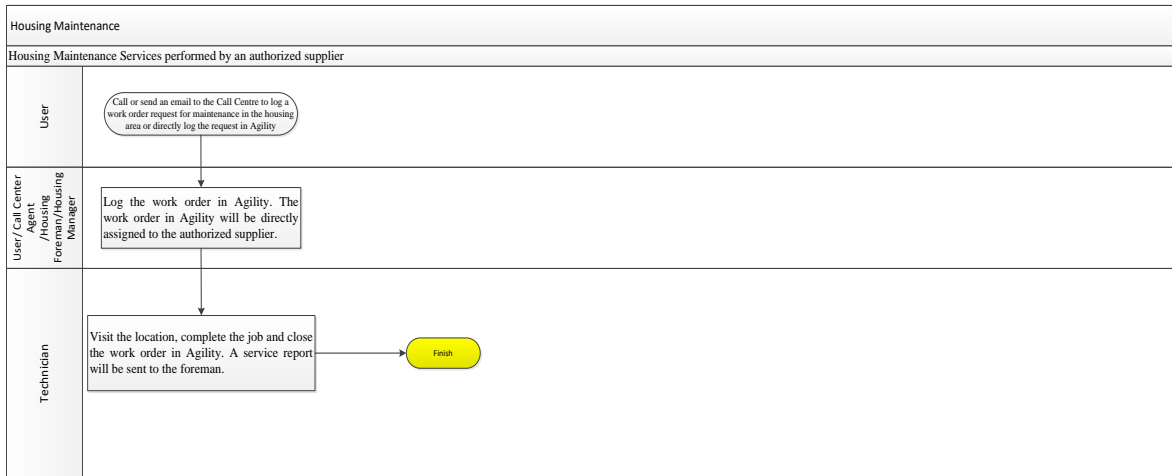 Housing Maintenance
Housing Maintenance Services performed by an authorized supplier
User
Call or send an email to the Call Centre to log a
work order request for maintenance in the housing
area or directly log the request in Agility
User/ Call Center
Agent
/Housing
Foreman/Housing
Manager
Log the work order in Agility. The
work order in Agility will be directly
assigned to the authorized supplier.
Technician
Visit the location, complete the job and close
the work order in Agility. A service report
will be sent to the foreman.
Finish